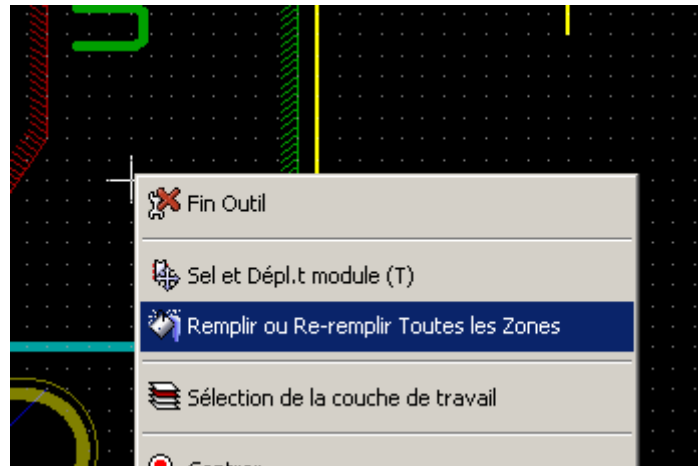 Fin Outil
Sel et Dépl.t module (T)
Remplir ou Re-remplir Toutes les Zones
Sélection de la couche de travail